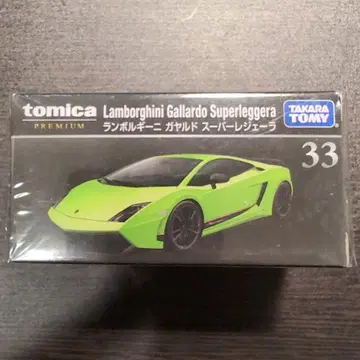 tomica
PREMIUM
Lamborghini Gallardo Superleggera
ランボルギーニ ガヤルド スーパーレジェーラ
TAKARA
TOMY
33